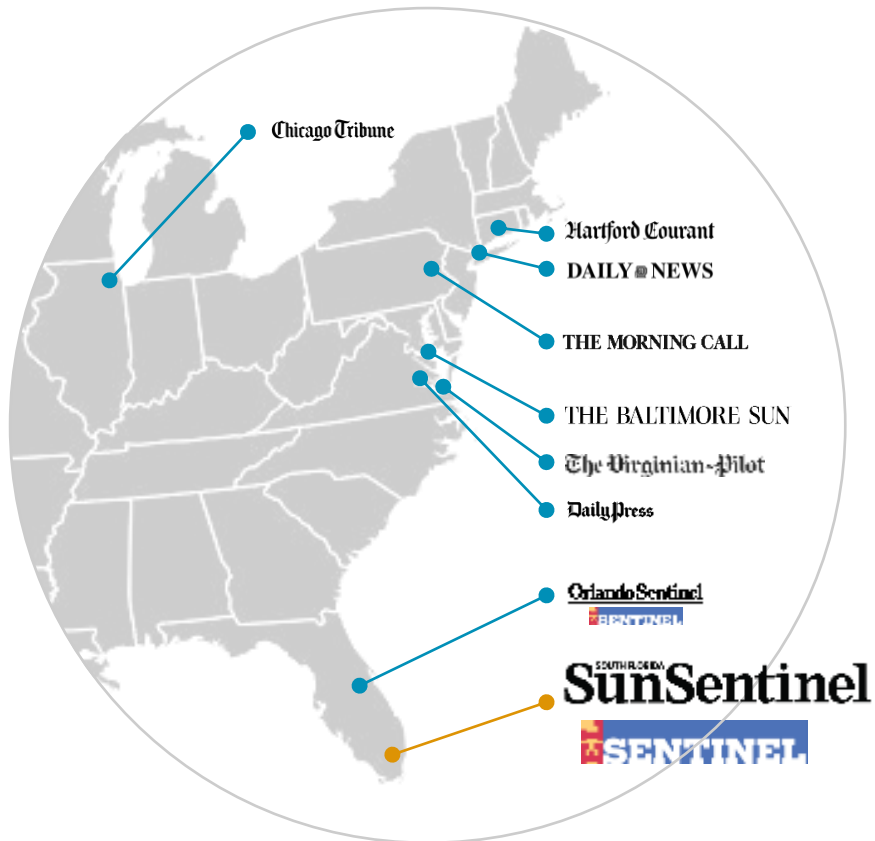 Chicago Tribune
Hartford Courant
DAILY NEWS
THE MORNING CALL
THE BALTIMORE SUN
The Virginian-Pilot
Daily Press
Orlando Sentinel
SENTINEL
SOUTH FLORIDA
SunSentinel
SENTINEL